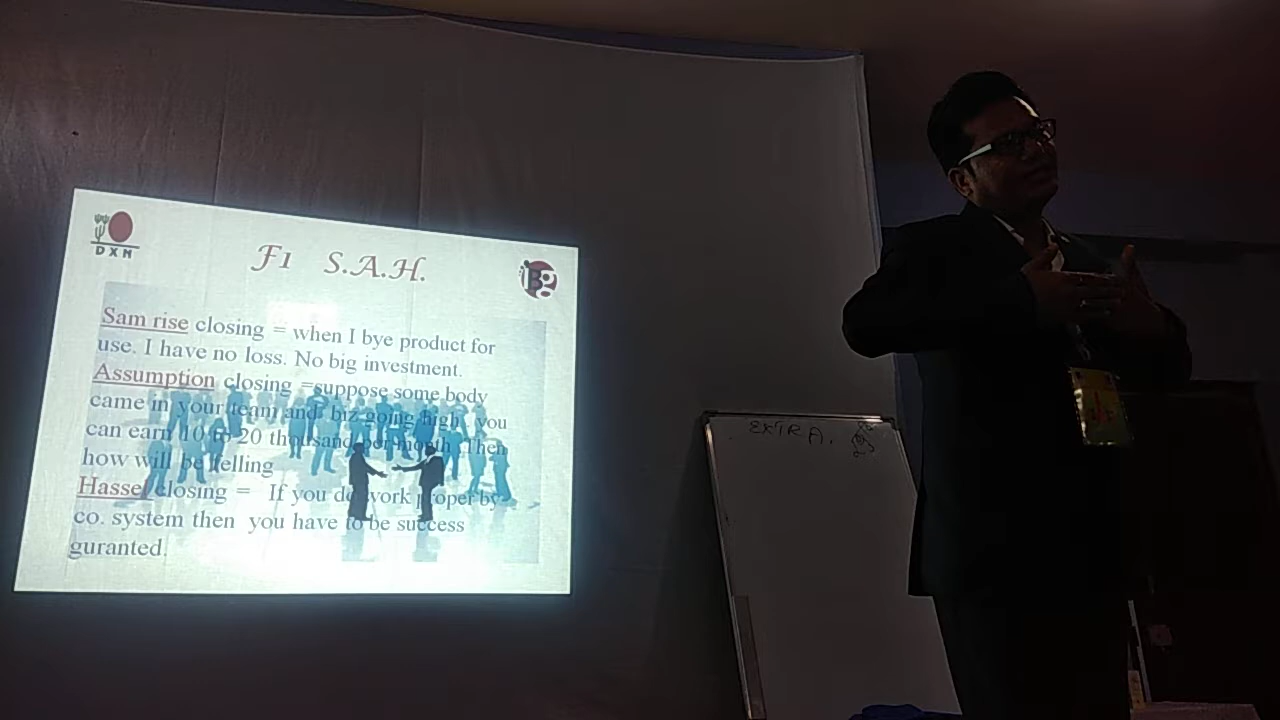 DXN
F1 S.A.H.
Bg
Sam rise closing = when I bye product for
use. I have no loss. No big investment.
Assumption closing =suppose some body
came in your team and biz going high you
can earn 10 to 20 thousand per month .Then
how will be felling
Hassel closing = If you do work proper by
co. system then you have to be success
guranted.
EXTRA.